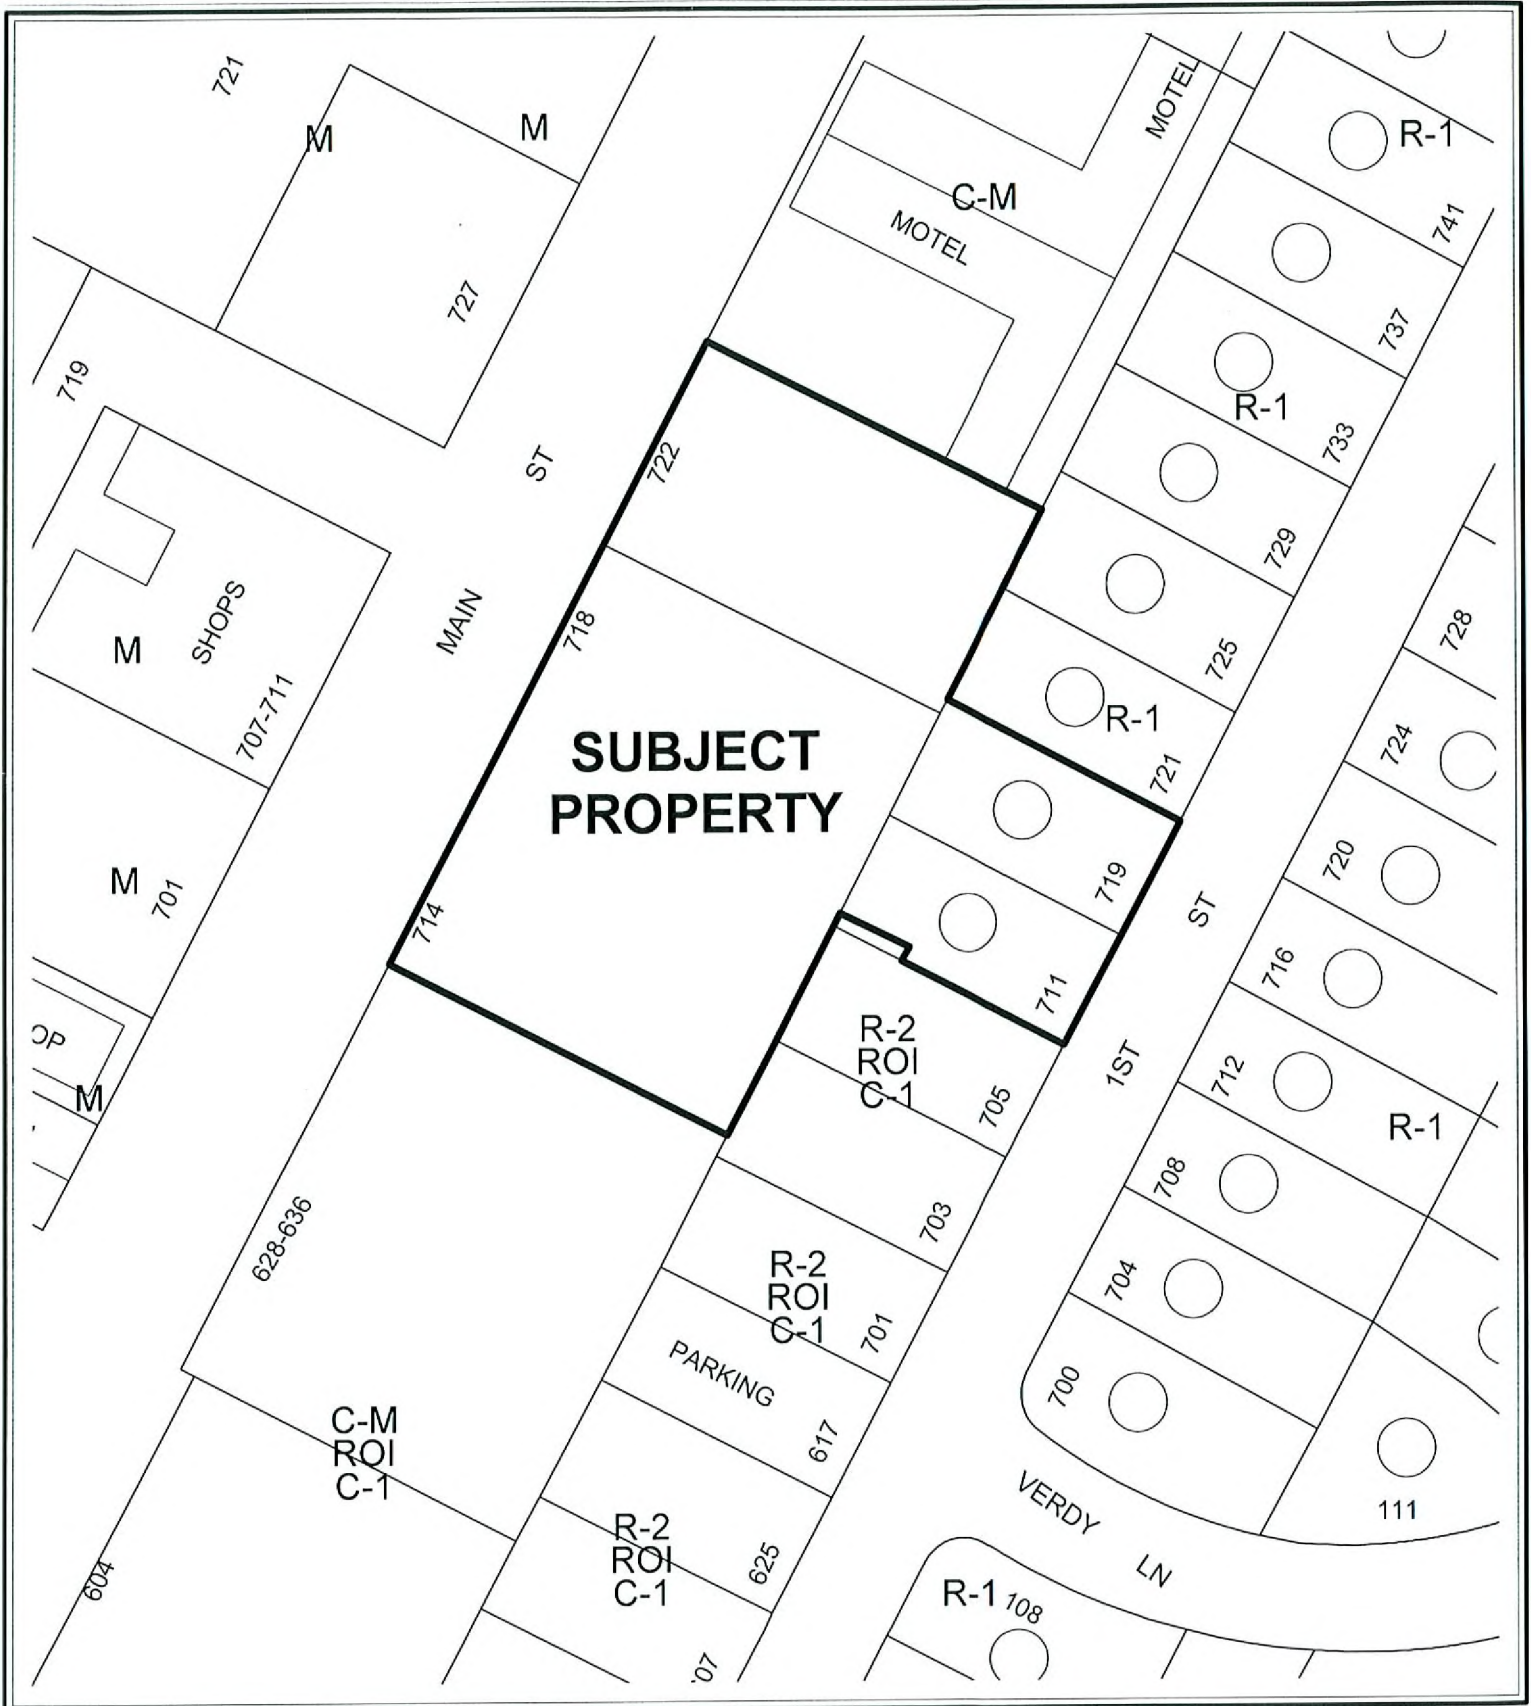 721
M
M
727
719
MOTEL
C-M
MOTEL
R-1
741
737
R-1
733
729
725
R-1
721
ST
MAIN
722
718
SHOPS
M
707-711
SUBJECT
PROPERTY
714
M
701
OP
M
719
711
ST
1ST
728
724
720
716
712
R-1
708
704
700
R-2
ROI
C-1
705
703
R-2
ROI
C-1
701
628-636
PARKING
617
C-M
ROI
C-1
R-2
ROI
C-1
625
604
07
VERDY
LN
111
R-1
108